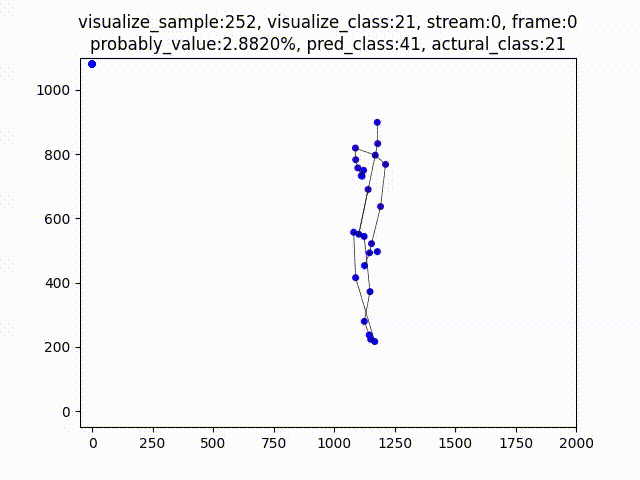 visualize_sample:252, visualize_class:21, stream:0, frame:0
probably_value:2.8820%, pred_class:41, actural_class:21
1000
800
600
400
200
0
0 250 500 750 1000 1250 1500 1750 2000